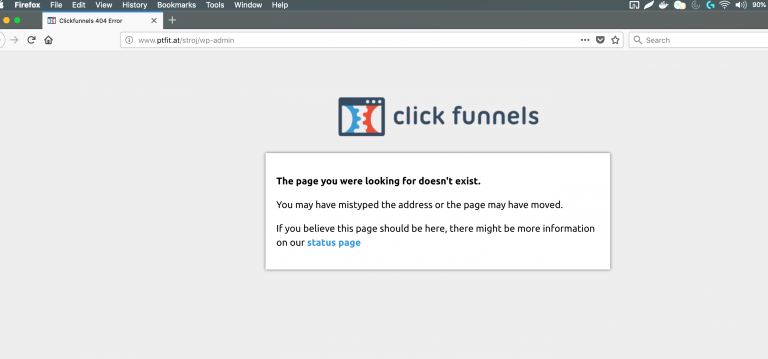 Firefox File Edit View History Bookmarks Tools Window Help 90%
Clickfunnels 404 Error
www.ptfit.at/stroj/wp-admin Search
click funnels
The page you were looking for doesn't exist.
You may have mistyped the address or the page may have moved.
If you believe this page should be here, there might be more information
on our status page